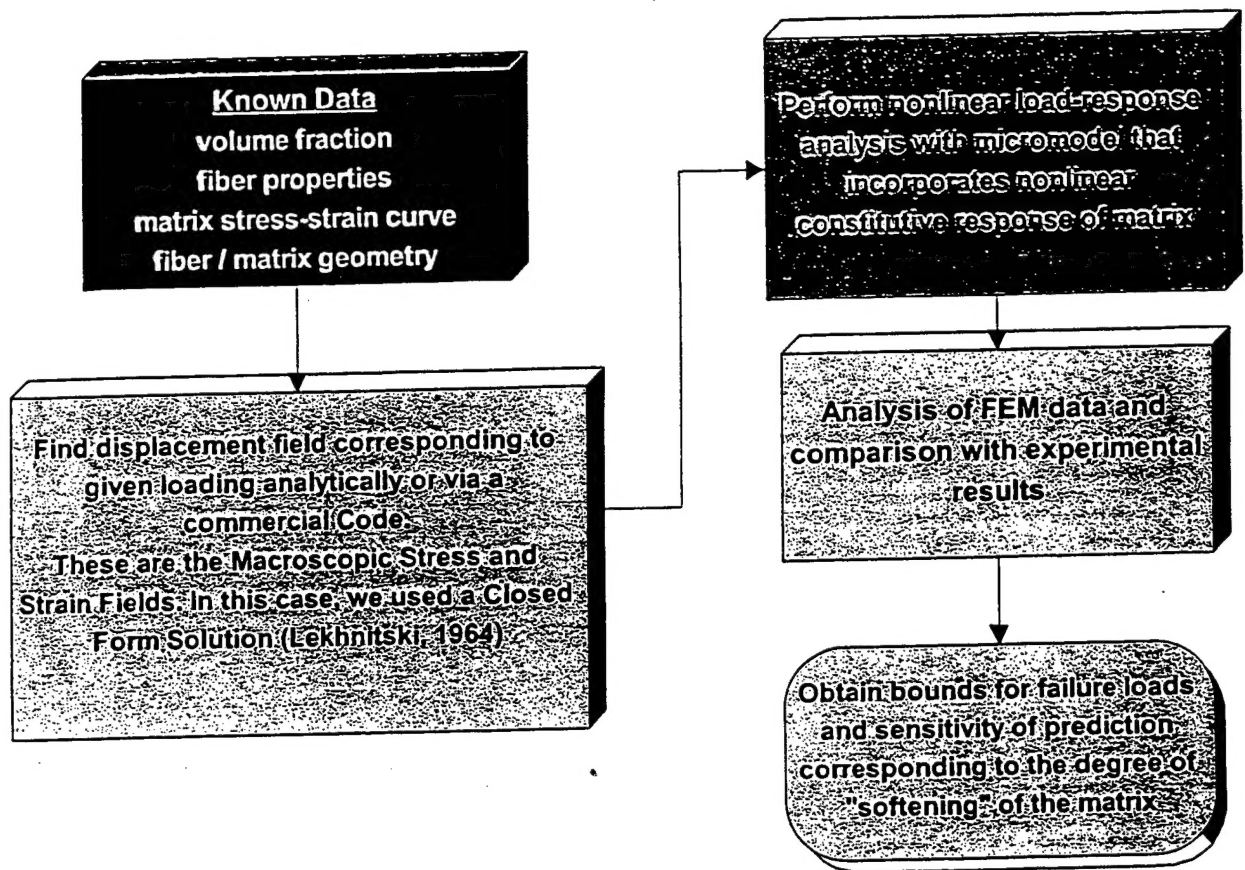 Known Data
volume fraction
fiber properties
matrix stress-strain curve
fiber / matrix geometry
Find displacement field corresponding to
given loading analytically or via a
commercial Code.
These are the Macroscopic Stress and
Strain Fields. In this case, we used a Closed
Form Solution (Lekhnitski, 1964)
Perform nonlinear load-response
analysis with micromode that
incorporates nonlinear
constitutive response of matrix
Analysis of FEM data and
comparison with experimental
results
Obtain bounds for failure loads
and sensitivity of prediction
corresponding to the degree of
"softening" of the matrix